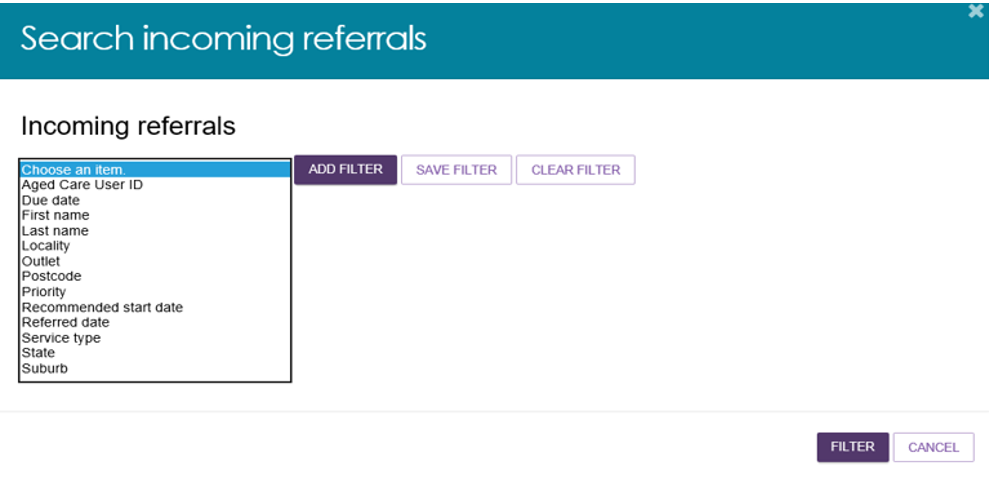 Search incoming referrals
Incoming referrals
Choose an item.
Aged Care User ID
Due date
First name
Last name
Locality
Outlet
Postcode
Priority
Recommended start date
Referred date
Service type
State
Suburb
ADD FILTER
SAVE FILTER
CLEAR FILTER
FILTER
CANCEL